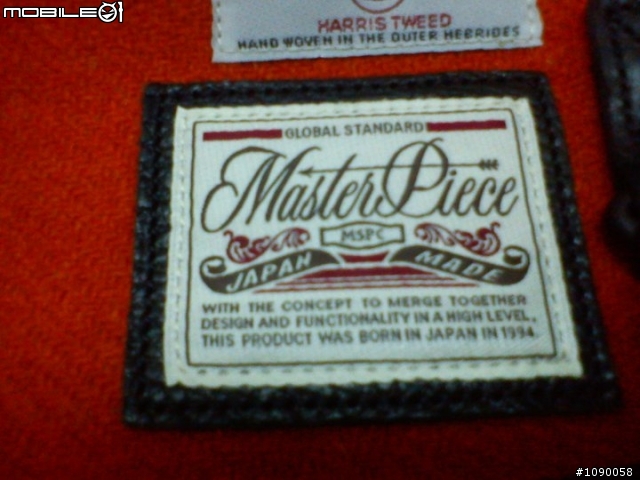 MOBILE01
HARRIS TWEED
HAND WOVEN IN THE OUTER HEBRIDES
GLOBAL STANDARD
MasterPiece
MSPC
JAPAN MADE
WITH THE CONCEPT TO MERGE TOGETHER
DESIGN AND FUNCTIONALITY IN A HIGH LEVEL,
THIS PRODUCT WAS BORN IN JAPAN IN 1994
#1090058